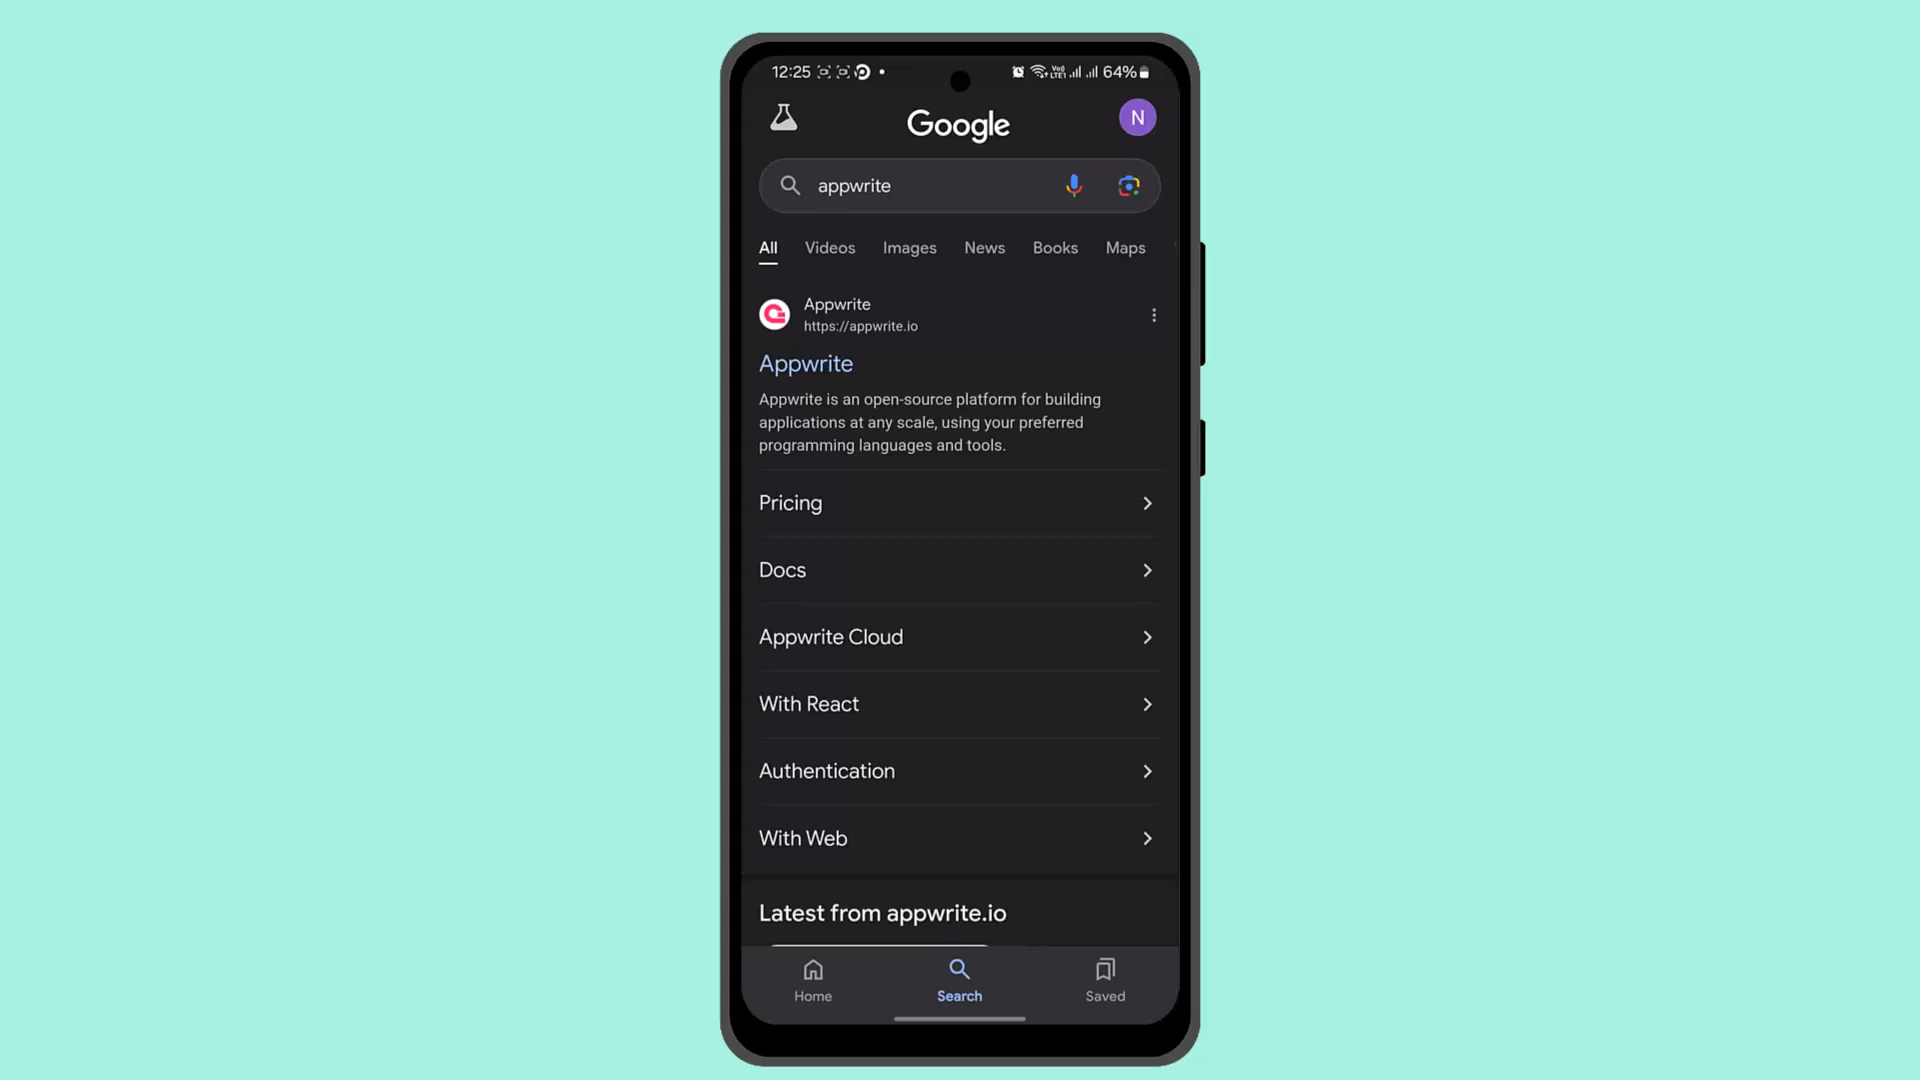 12:25 64%
Google
N
appwrite
All Videos Images News Books Maps
Appwrite
https://appwrite.io
Appwrite
Appwrite is an open-source platform for building
applications at any scale, using your preferred
programming languages and tools.
Pricing
Docs
Appwrite Cloud
With React
Authentication
With Web
Latest from appwrite.io
Home Search Saved